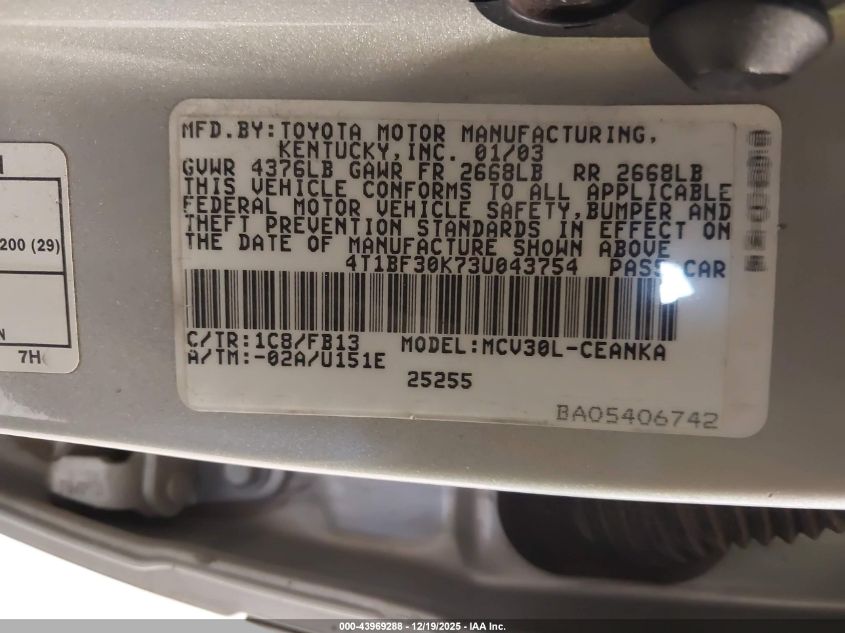 MFD.BY:TOYOTA MOTOR MANUFACTURING,
KENTUCKY,INC. 01/03
GVWR 4376LB GAWR FR 2668LB RR 2668LB
THIS VEHICLE CONFORMS TO ALL APPLICABLE
FEDERAL MOTOR VEHICLE SAFETY,BUMPER AND
THEFT PREVENTION STANDARDS IN EFFECT ON
THE DATE OF MANUFACTURE SHOWN ABOVE
4T1BF30K73U043754 PASS CAR
C/TR:1C8/FB13 MODEL:MCV30L-CEANKA
A/TM:-02A/U151E
25255
BA05406742
200 (29)
7H
000-43969288 - 12/19/2025 - IAA Inc.